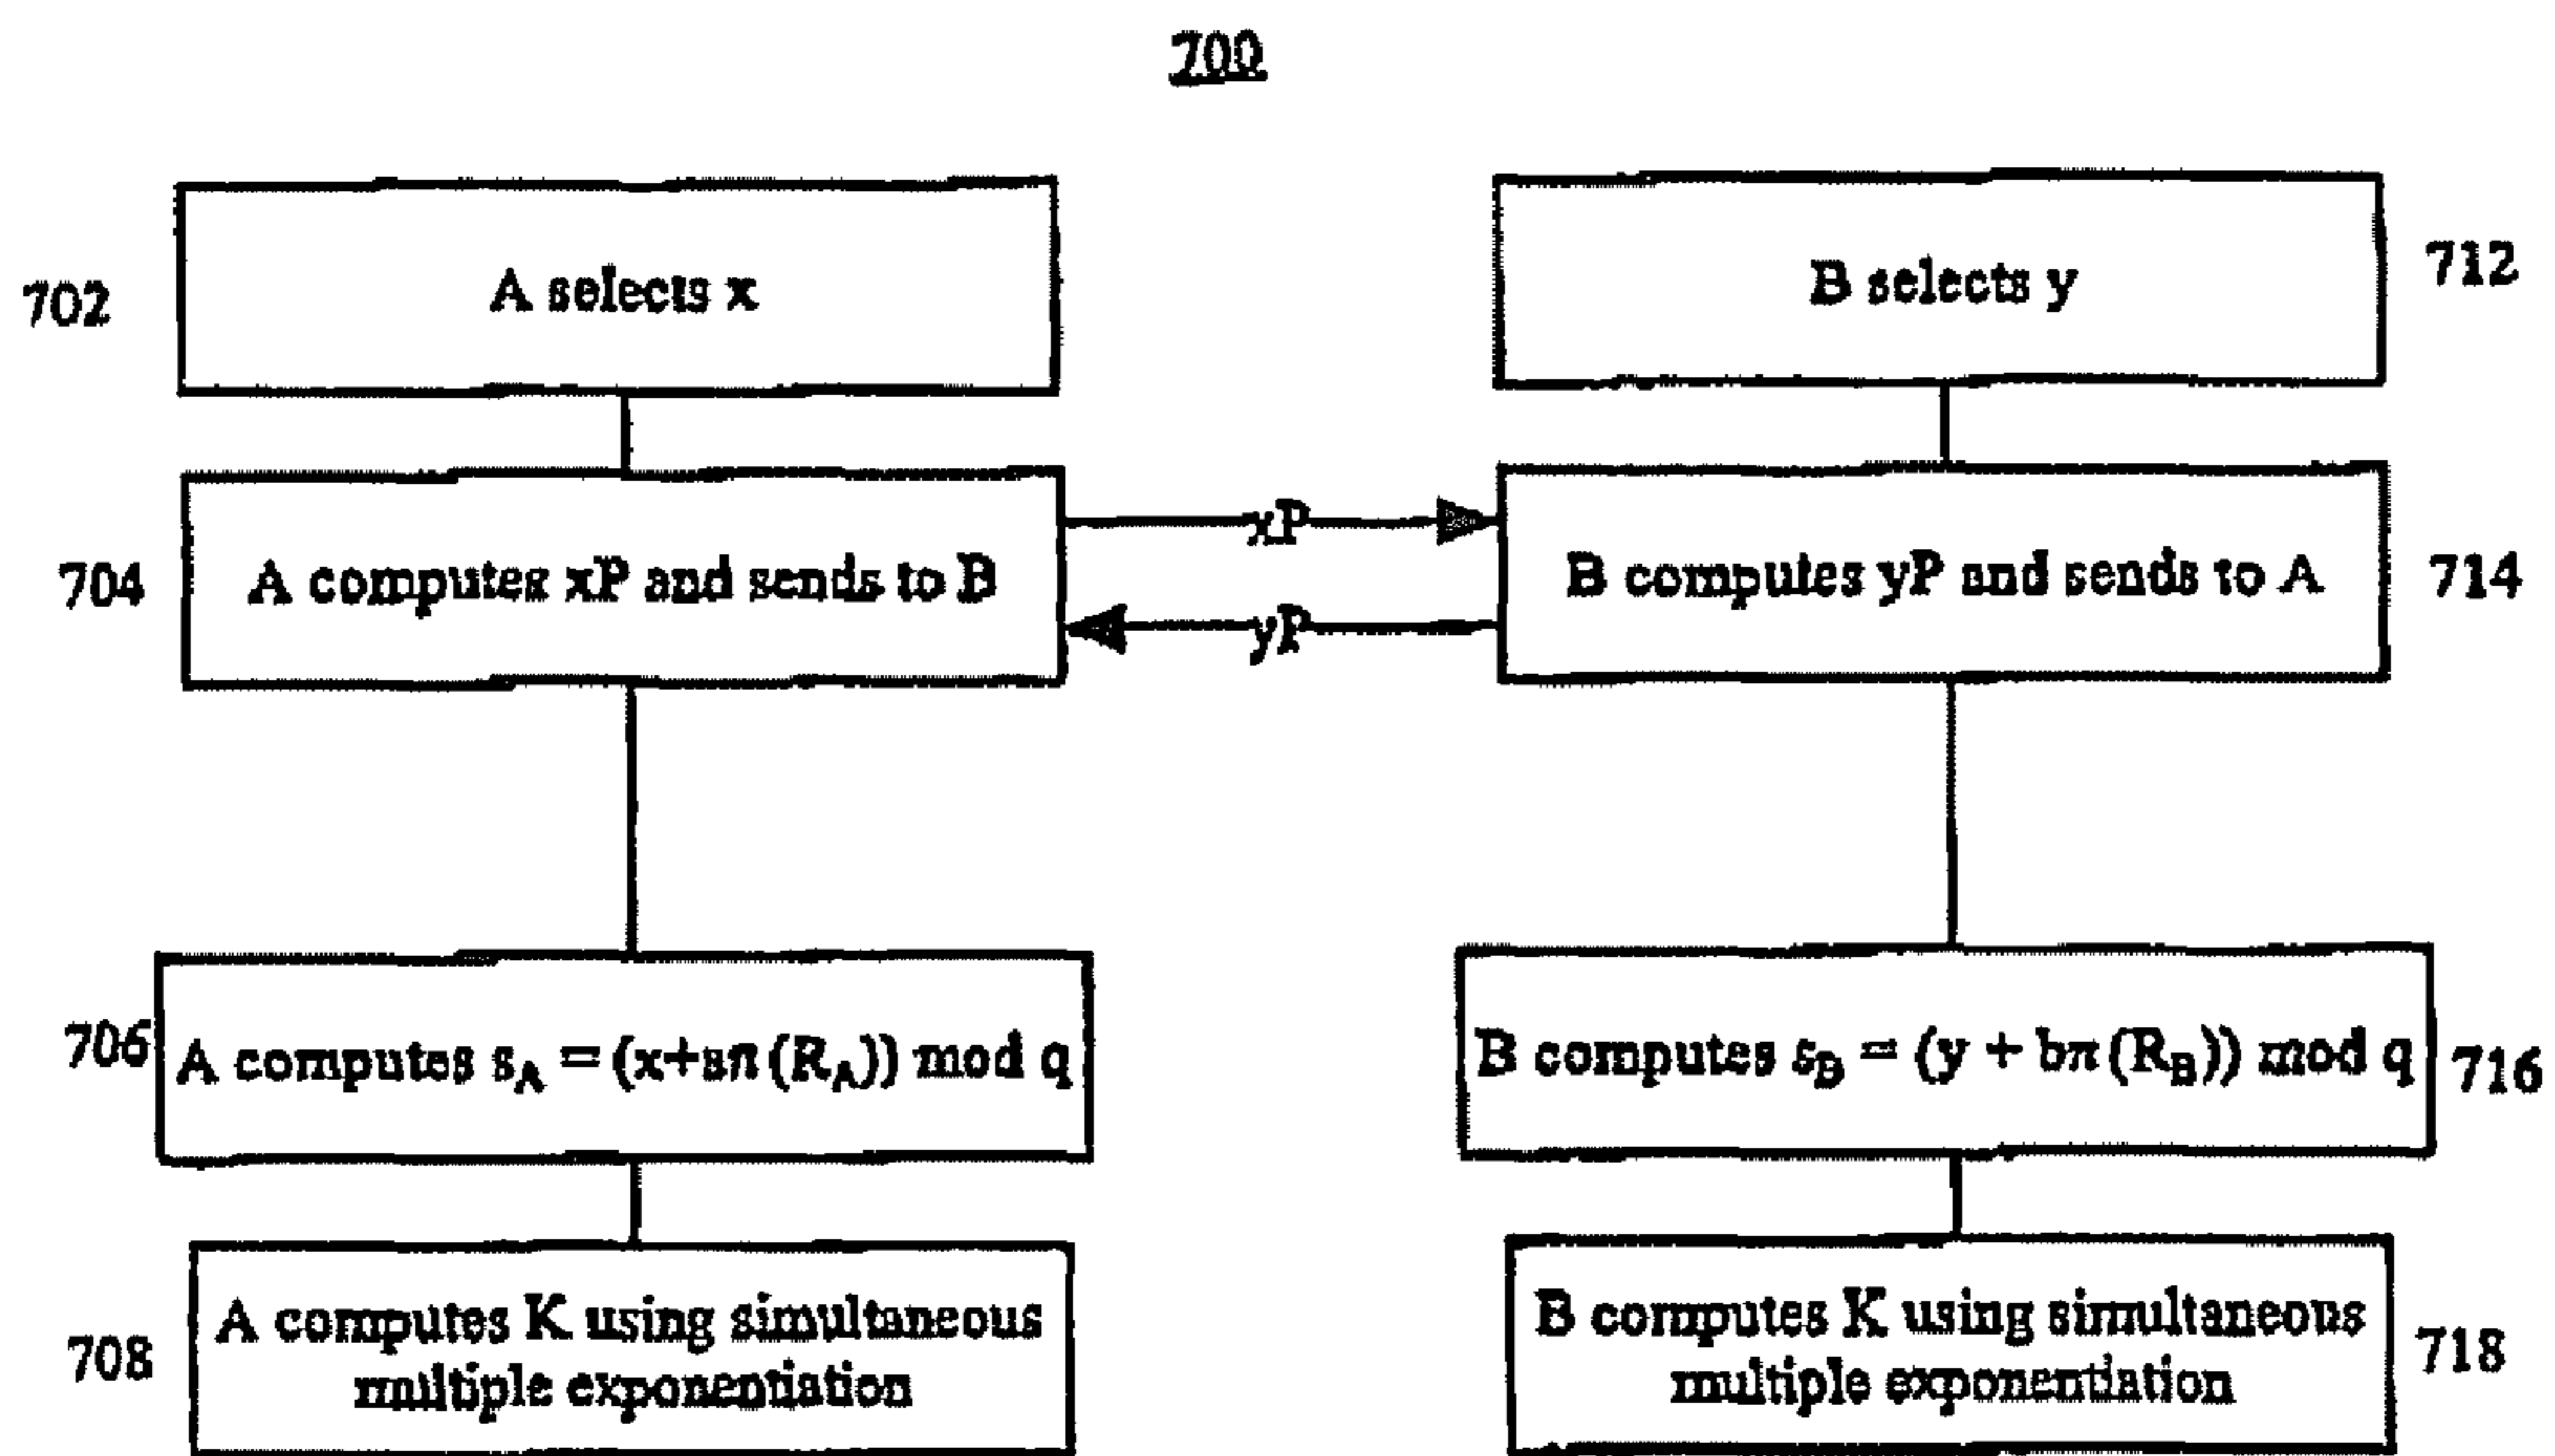 700
702
A selects x
B selects y
712
704
A computes xP and sends to B
xP
yP
B computes yP and sends to A
714
706
A computes s_A = (x+aπ(R_A)) mod q
B computes s_B = (y + bπ(R_B)) mod q
716
708
A computes K using simultaneous
multiple exponentiation
B computes K using simultaneous
multiple exponentiation
718